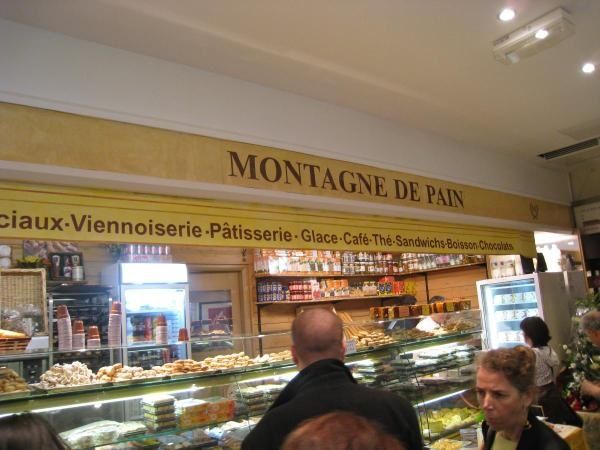 MONTAGNE DE PAIN
ciaux·Viennoiserie·Pâtisserie·Glace·Café·Thé·Sandwichs·Boisson·Chocolats